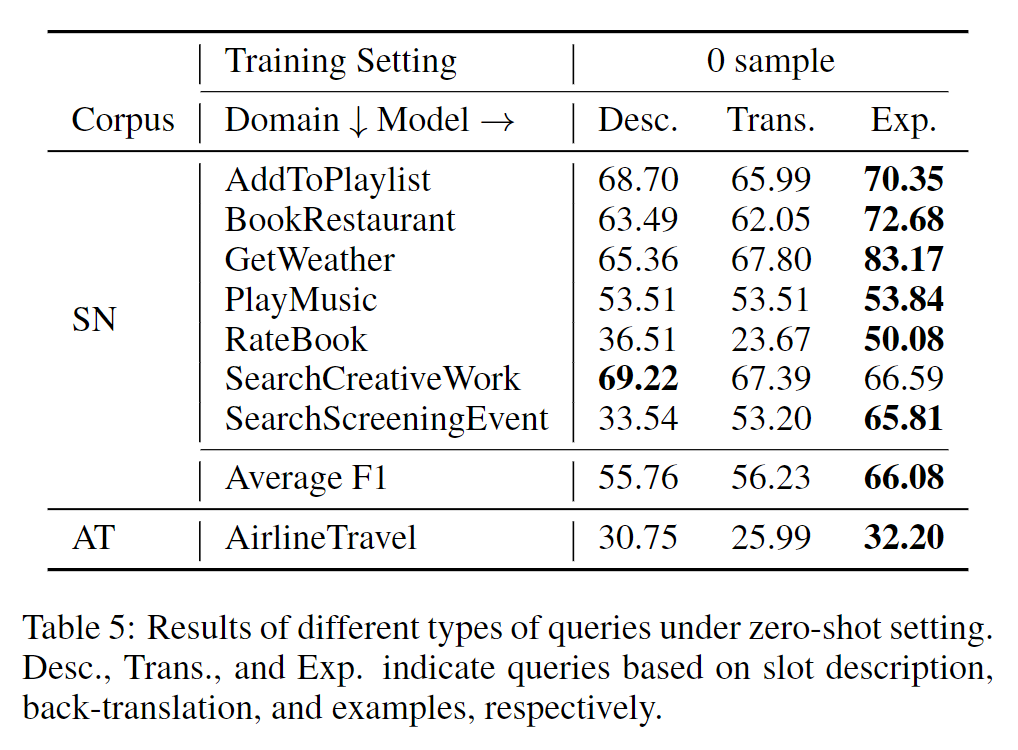 Training Setting 0 sample
Corpus Domain ↓ Model → Desc. Trans. Exp.
AddToPlaylist 68.70 65.99 70.35
BookRestaurant 63.49 62.05 72.68
GetWeather 65.36 67.80 83.17
PlayMusic 53.51 53.51 53.84
SN
RateBook 36.51 23.67 50.08
SearchCreativeWork 69.22 67.39 66.59
SearchScreeningEvent 33.54 53.20 65.81
Average F1 55.76 56.23 66.08
AT AirlineTravel 30.75 25.99 32.20
Table 5: Results of different types of queries under zero-shot setting.
Desc., Trans., and Exp. indicate queries based on slot description,
back-translation, and examples, respectively.